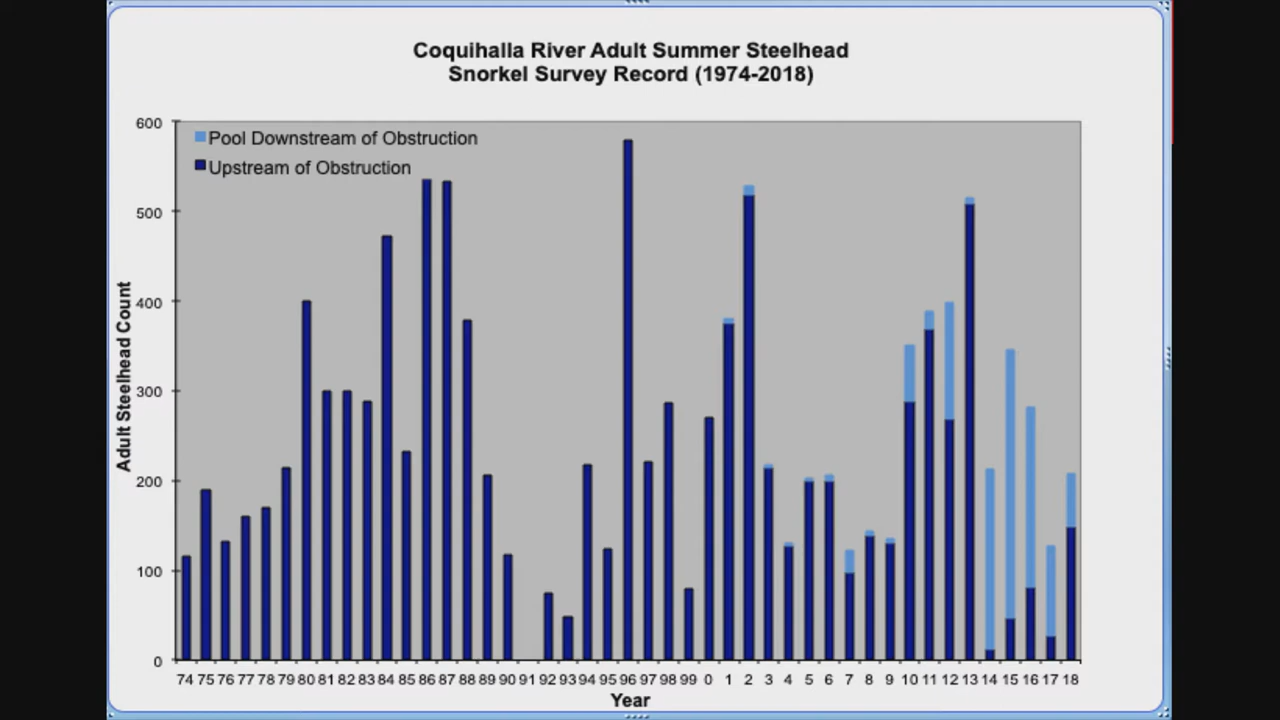 Coquihalla River Adult Summer Steelhead
Snorkel Survey Record (1974-2018)
600
500
400
300
200
100
0
Adult Steelhead Count
Pool Downstream of Obstruction
Upstream of Obstruction
74 75 76 77 78 79 80 81 82 83 84 85 86 87 88 89 90 91 92 93 94 95 96 97 98 99 0 1 2 3 4 5 6 7 8 9 10 11 12 13 14 15 16 17 18
Year